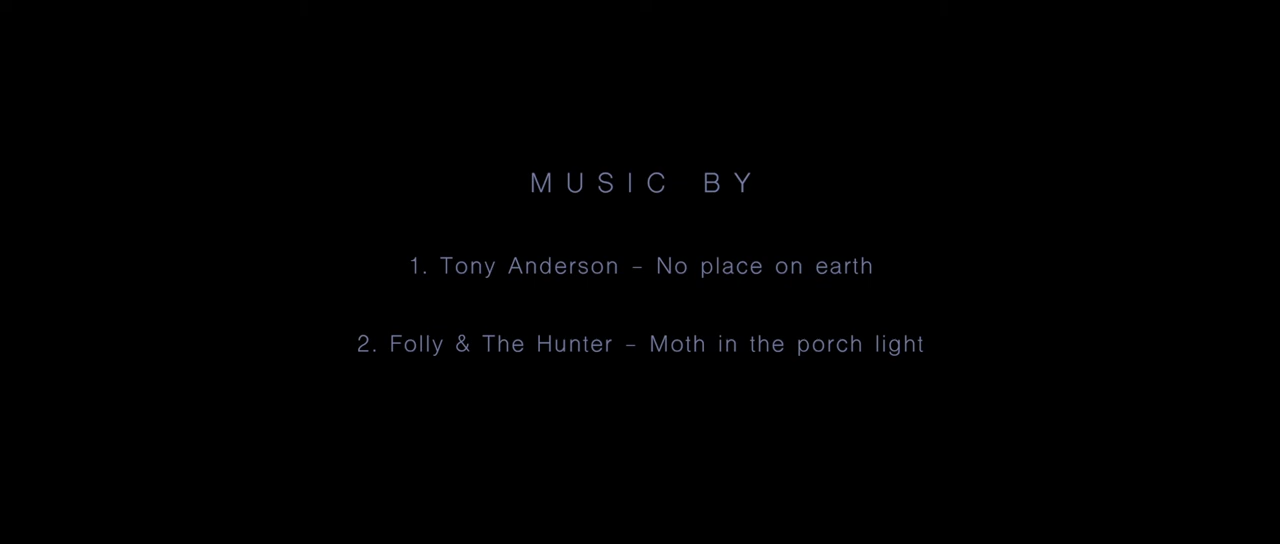 MUSIC BY
1. Tony Anderson – No place on earth
2. Folly & The Hunter – Moth in the porch light